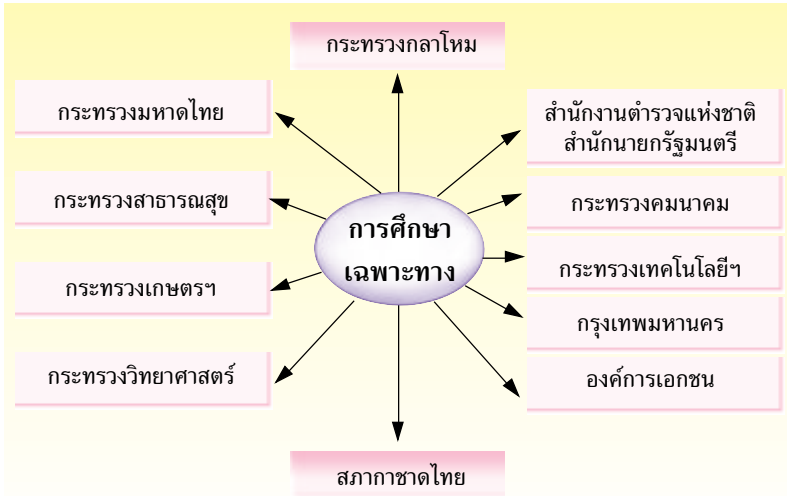 กระทรวงกลาโหม
กระทรวงมหาดไทย
สำนักงานตำรวจแห่งชาติ
สำนักนายกรัฐมนตรี
กระทรวงสาธารณสุข
กระทรวงคมนาคม
การศึกษา
เฉพาะทาง
กระทรวงเกษตรฯ
กระทรวงเทคโนโลยีฯ
กรุงเทพมหานคร
กระทรวงวิทยาศาสตร์
องค์การเอกชน
สภากาชาดไทย